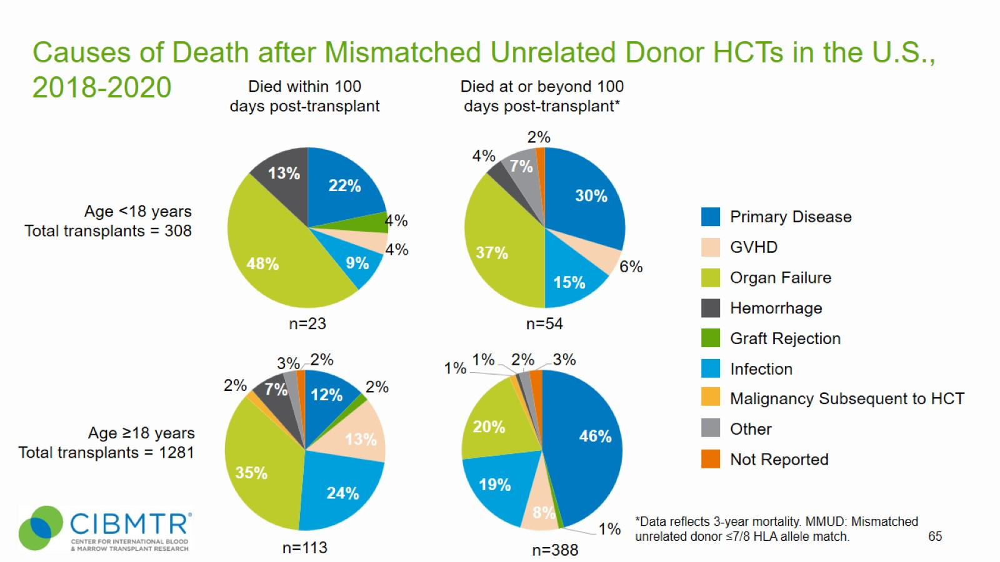 Causes of Death after Mismatched Unrelated Donor HCTs in the U.S.,
2018-2020
Died within 100
days post-transplant
Died at or beyond 100
days post-transplant*
Age <18 years
Total transplants = 308
13%
22%
4%
4%
9%
48%
n=23
2%
4%
7%
30%
6%
15%
37%
n=54
Age ≥18 years
Total transplants = 1281
2%
7%
3%
2%
12%
2%
13%
24%
35%
n=113
1%
1%
2%
3%
46%
1%
8%
19%
20%
n=388
Primary Disease
GVHD
Organ Failure
Hemorrhage
Graft Rejection
Infection
Malignancy Subsequent to HCT
Other
Not Reported
CIBMTR®
CENTER FOR INTERNATIONAL BLOOD
& MARROW TRANSPLANT RESEARCH
*Data reflects 3-year mortality. MMUD: Mismatched
unrelated donor ≤7/8 HLA allele match.
65